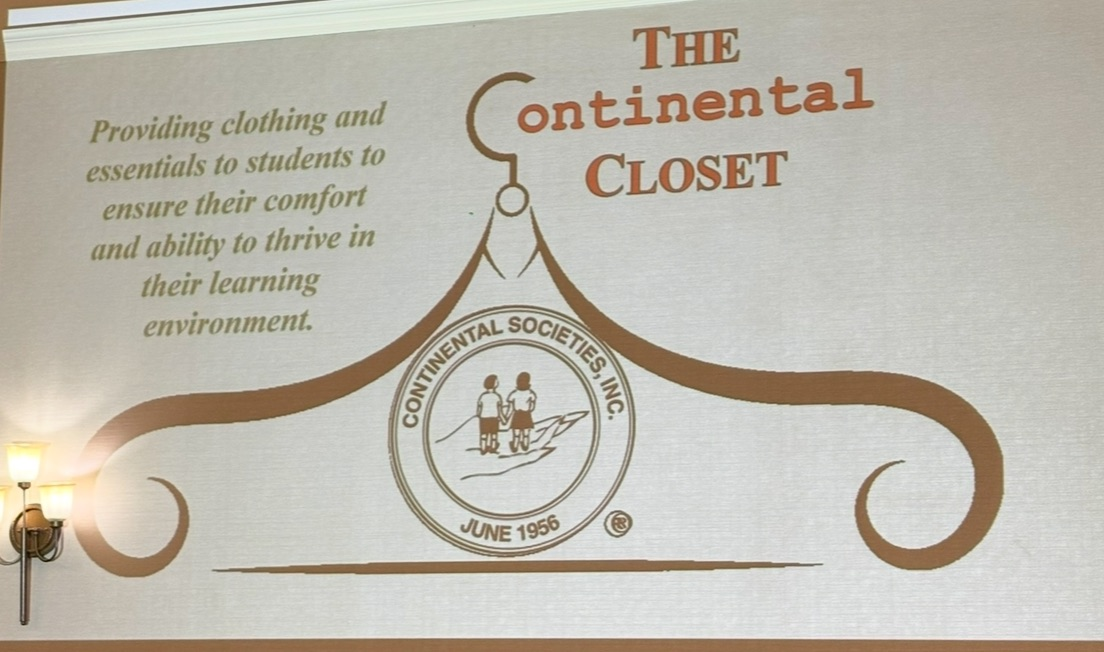 THE
Continental
CLOSET
Providing clothing and
essentials to students to
ensure their comfort
and ability to thrive in
their learning
environment.
CONTINENTAL SOCIETIES, INC.
JUNE 1956
®